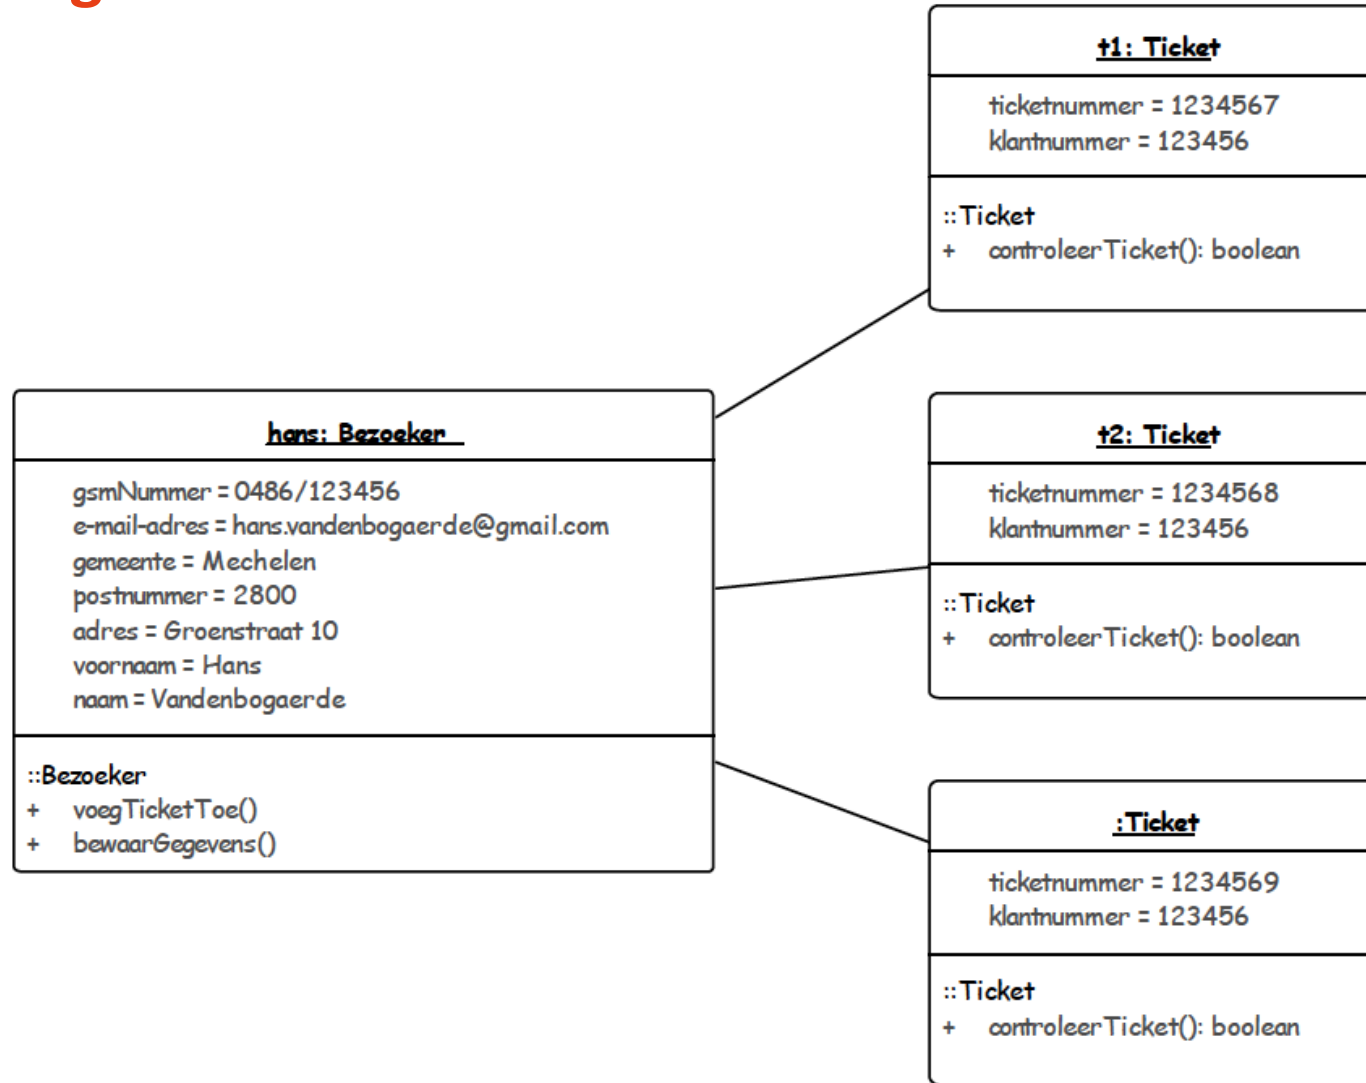 g
t1: Ticket
ticketnummer = 1234567
klantnummer = 123456
::Ticket
+ controleerTicket(): boolean
hans: Bezoeker
gsmNummer = 0486/123456
e-mail-adres = hans.vandenbogaerde@gmail.com
gemeente = Mechelen
postnummer = 2800
adres = Groenstraat 10
voornaam = Hans
naam = Vandenbogaerde
::Bezoeker
+ voegTicketToe()
+ bewaarGegevens()
t2: Ticket
ticketnummer = 1234568
klantnummer = 123456
::Ticket
+ controleerTicket(): boolean
:Ticket
ticketnummer = 1234569
klantnummer = 123456
::Ticket
+ controleerTicket(): boolean